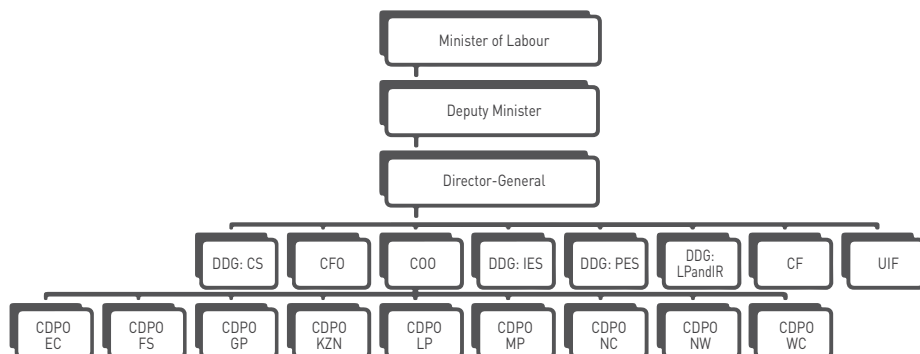 Minister of Labour
Deputy Minister
Director-General
DDG: CS
CFO
COO
DDG: IES
DDG: PES
DDG:
LPandIR
CF
UIF
CDPO
EC
CDPO
FS
CDPO
GP
CDPO
KZN
CDPO
LP
CDPO
MP
CDPO
NC
CDPO
NW
CDPO
WC